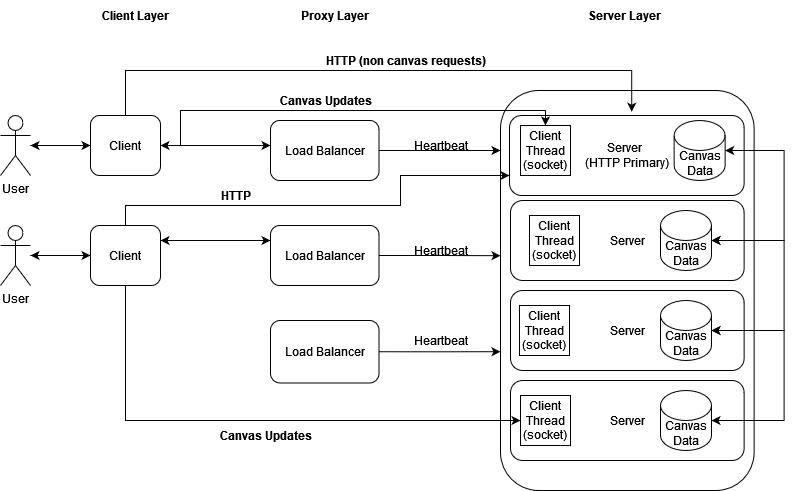 Client Layer
Proxy Layer
Server Layer
HTTP (non canvas requests)
Canvas Updates
User
Client
Load Balancer
Heartbeat
Client
Thread
(socket)
Server
(HTTP Primary)
Canvas
Data
HTTP
User
Client
Load Balancer
Heartbeat
Client
Thread
(socket)
Server
Canvas
Data
Load Balancer
Heartbeat
Client
Thread
(socket)
Server
Canvas
Data
Canvas Updates
Client
Thread
(socket)
Server
Canvas
Data